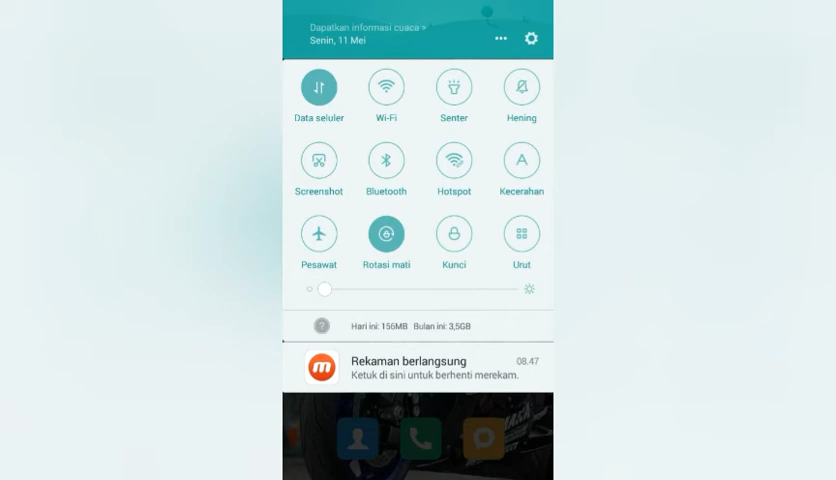 Dapatkan informasi cuaca >
Senin, 11 Mei
Data seluler
Wi-Fi
Senter
Hening
Screenshot
Bluetooth
Hotspot
Kecerahan
Pesawat
Rotasi mati
Kunci
Urut
Hari ini: 156MB Bulan ini: 3,5GB
Rekaman berlangsung 08.47
Ketuk di sini untuk berhenti merekam.